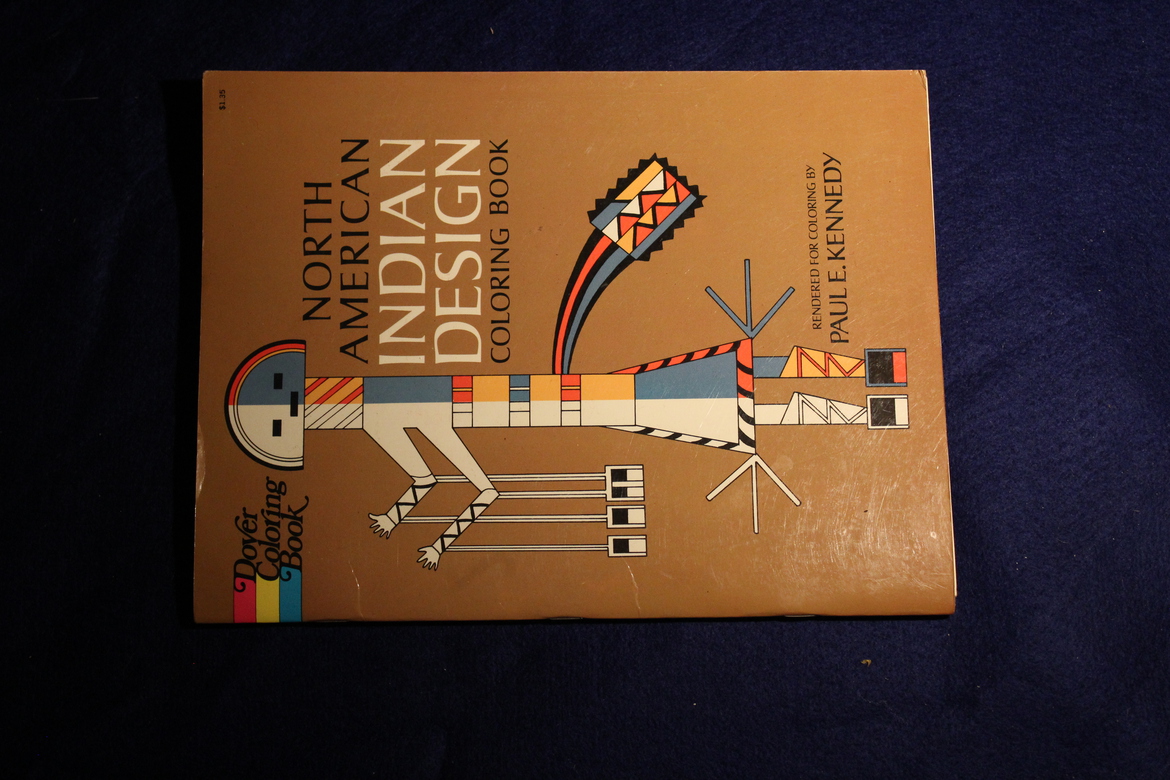 $1.35
NORTH
AMERICAN
INDIAN
DESIGN
COLORING BOOK
Dover
Coloring
Book
RENDERED FOR COLORING BY
PAUL E. KENNEDY